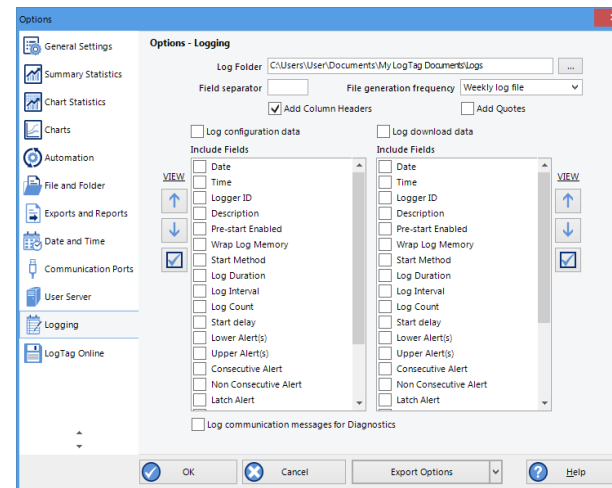 Options
General Settings
Summary Statistics
Chart Statistics
Charts
Automation
File and Folder
Exports and Reports
Date and Time
Communication Ports
User Server
Logging
LogTag Online
Options - Logging
Log Folder C:\Users\User\Documents\My LogTag Documents\Logs ...
Field separator File generation frequency Weekly log file
Add Column Headers Add Quotes
Log configuration data
Include Fields
VIEW
Date
Time
Logger ID
Description
Pre-start Enabled
Wrap Log Memory
Start Method
Log Duration
Log Interval
Log Count
Start delay
Lower Alert(s)
Upper Alert(s)
Consecutive Alert
Non Consecutive Alert
Latch Alert
Log download data
Include Fields
VIEW
Date
Time
Logger ID
Description
Pre-start Enabled
Wrap Log Memory
Start Method
Log Duration
Log Interval
Log Count
Start delay
Lower Alert(s)
Upper Alert(s)
Consecutive Alert
Non Consecutive Alert
Latch Alert
Log communication messages for Diagnostics
OK Cancel Export Options Help